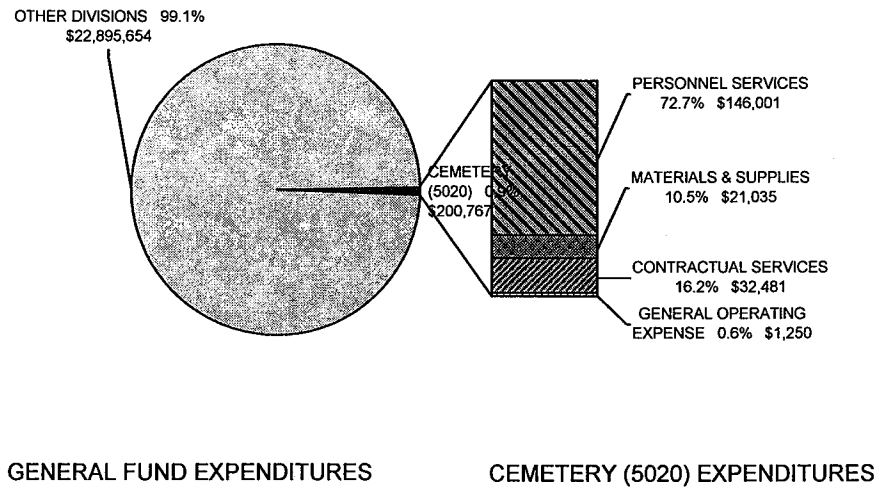 OTHER DIVISIONS 99.1%
$22,895,654
CEMETERY
(5020) 0.9%
$200,767
PERSONNEL SERVICES
72.7% $146,001
MATERIALS & SUPPLIES
10.5% $21,035
CONTRACTUAL SERVICES
16.2% $32,481
GENERAL OPERATING
EXPENSE 0.6% $1,250
GENERAL FUND EXPENDITURES
CEMETERY (5020) EXPENDITURES